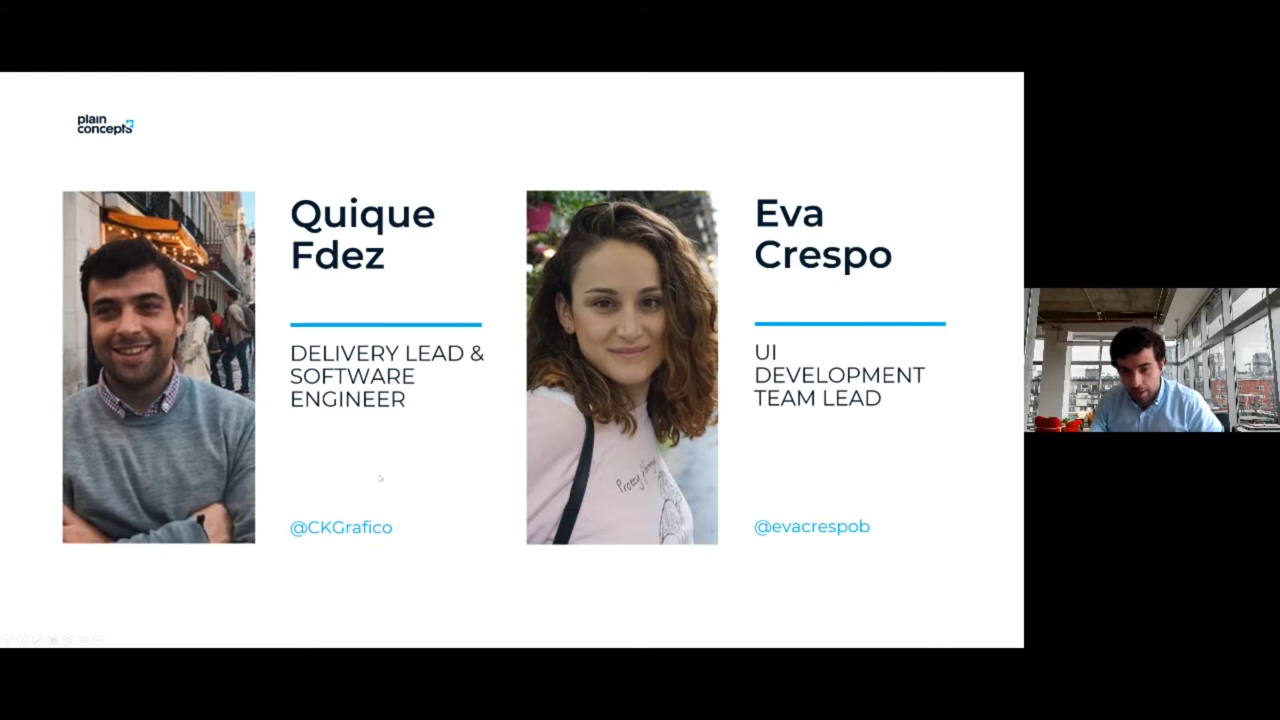 plain
concepts
Quique
Fdez
DELIVERY LEAD &
SOFTWARE
ENGINEER
@CKGrafico
Eva
Crespo
UI
DEVELOPMENT
TEAM LEAD
@evacrespob